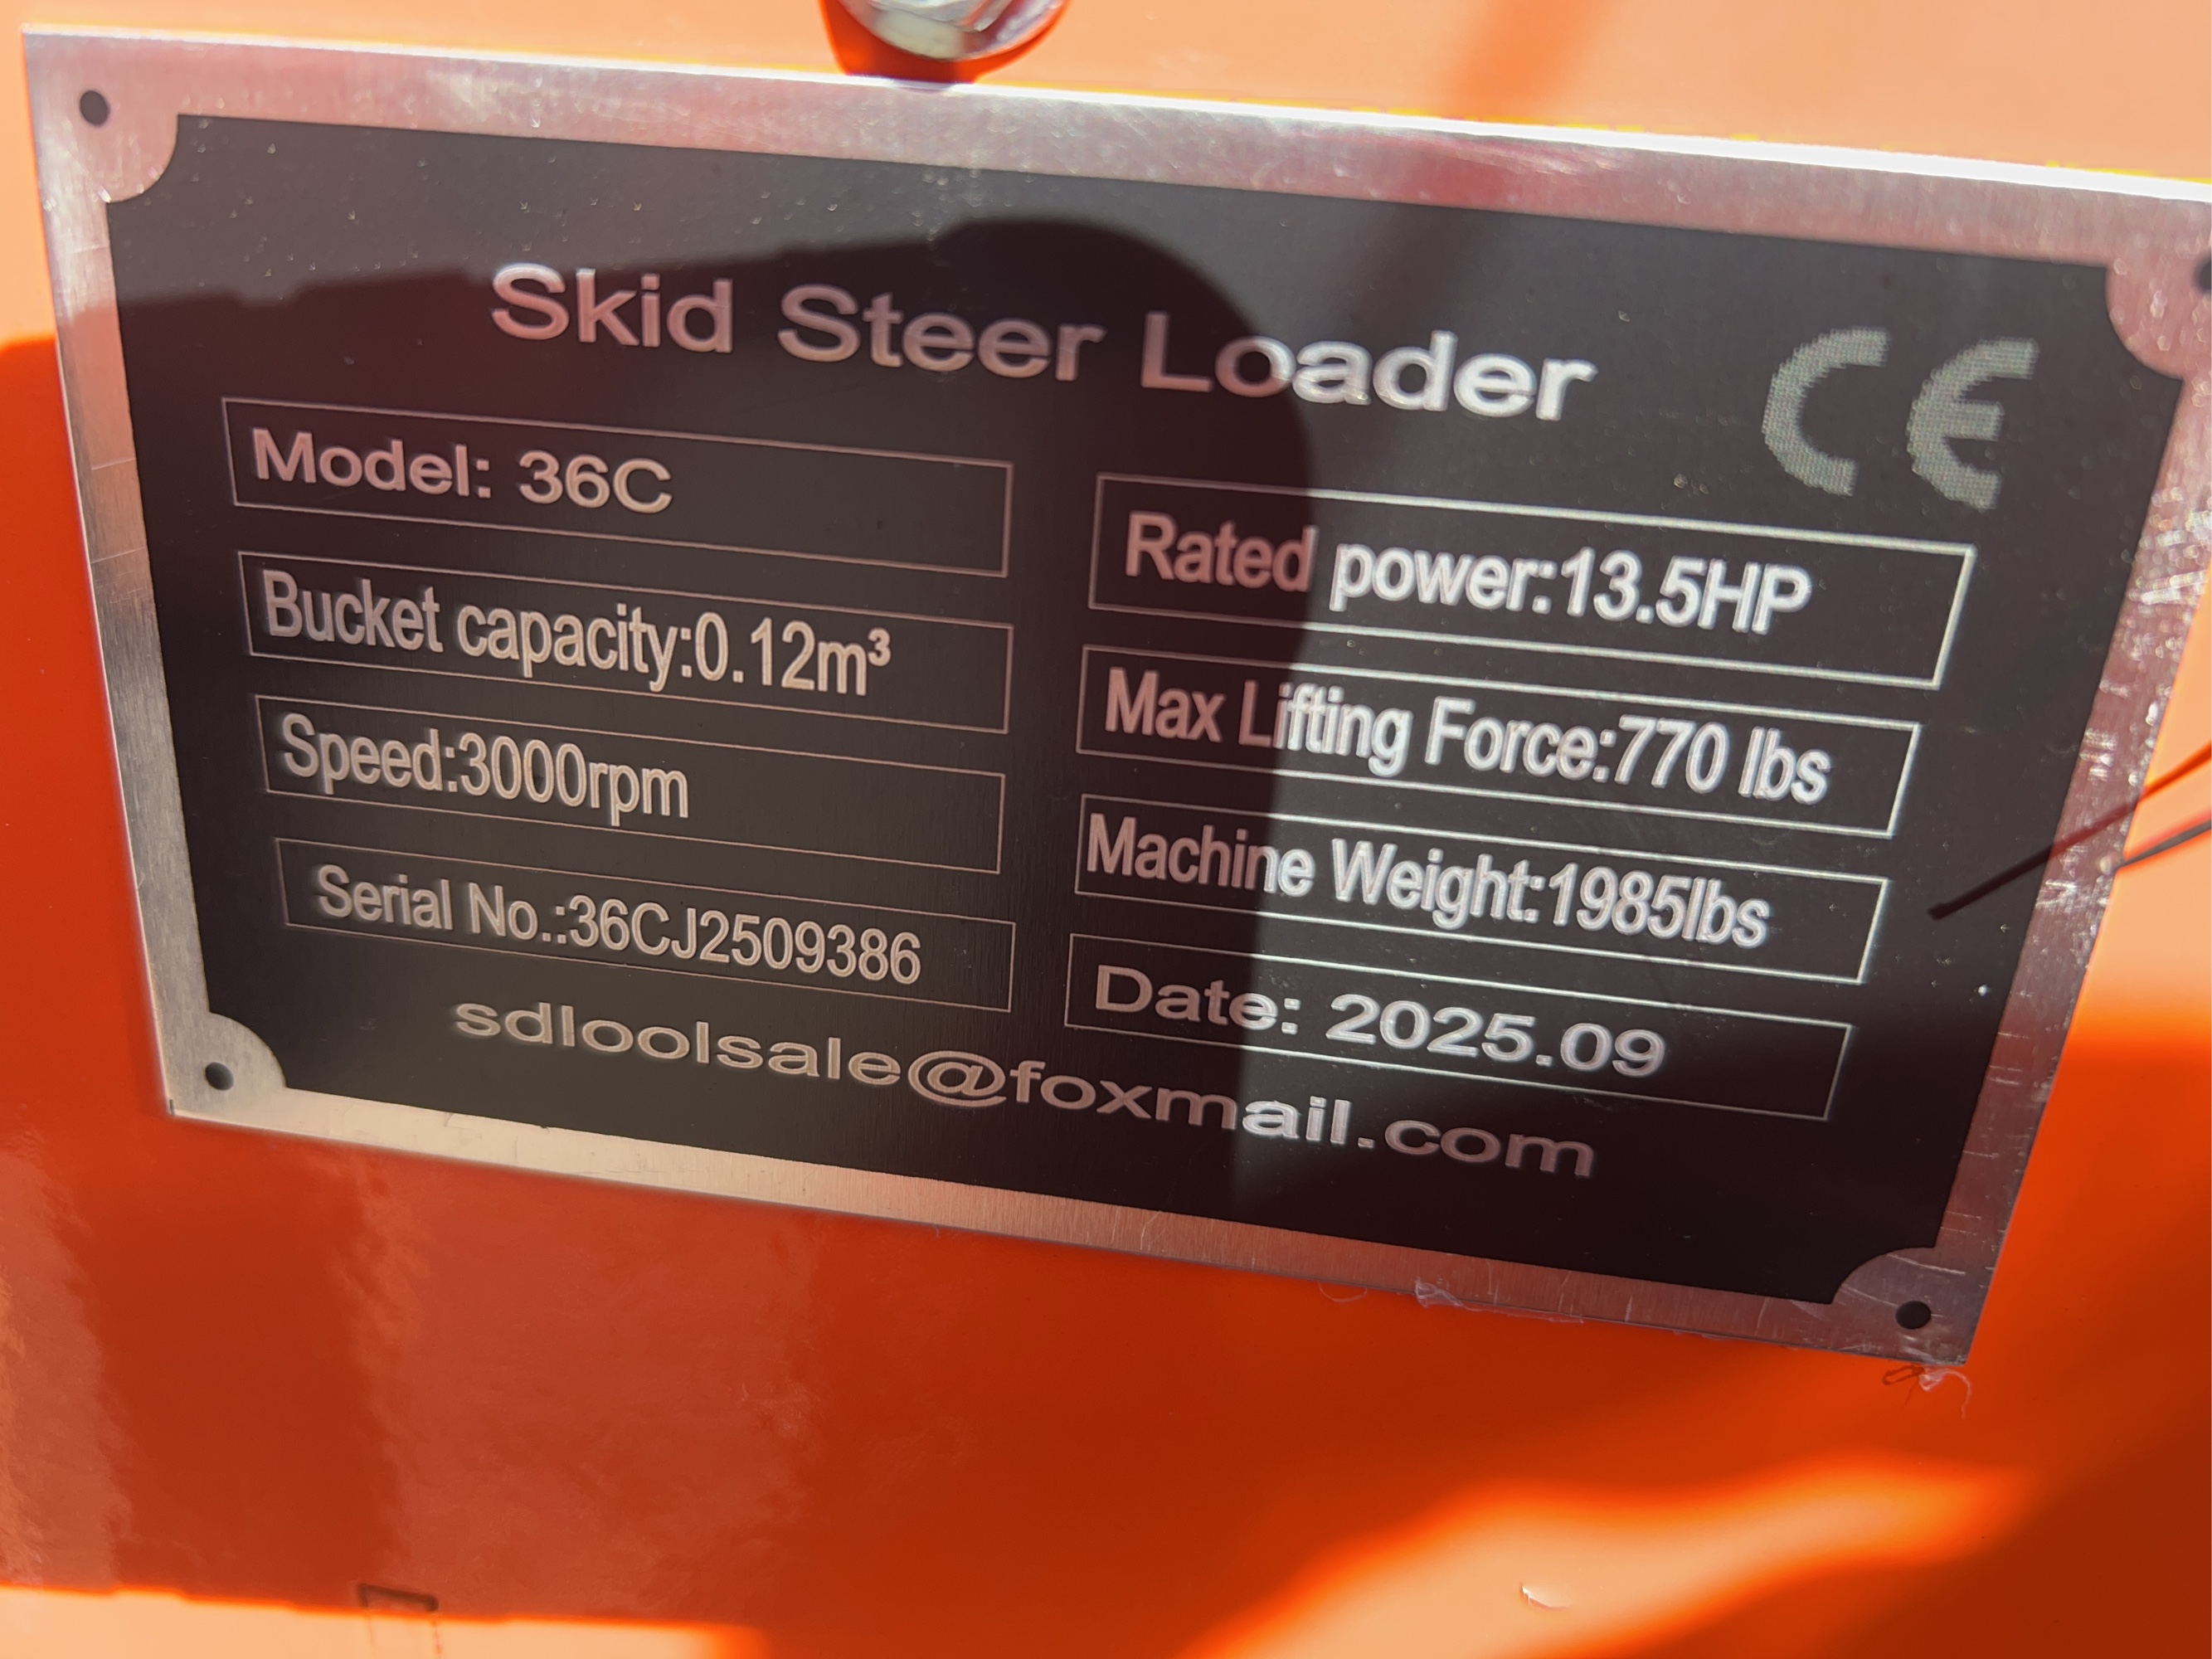 Skid Steer Loader
CE
Model: 36C
Rated power:13.5HP
Bucket capacity:0.12m³
Max Lifting Force:770 lbs
Speed:3000rpm
Machine Weight:1985lbs
Serial No.:36CJ2509386
Date: 2025.09
sdloolsale@foxmail.com